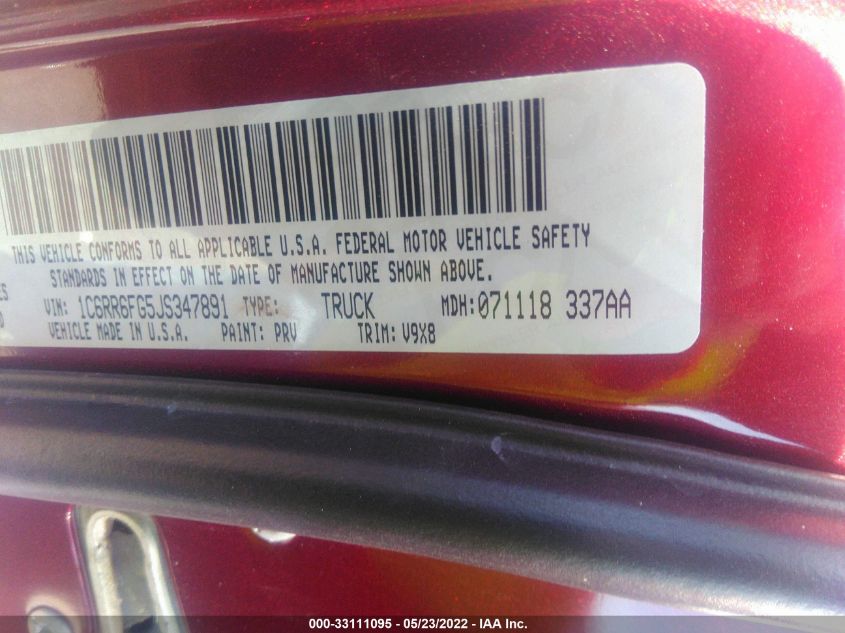 THIS VEHICLE CONFORMS TO ALL APPLICABLE U.S.A. FEDERAL MOTOR VEHICLE SAFETY
STANDARDS IN EFFECT ON THE DATE OF MANUFACTURE SHOWN ABOVE.
VIN: 1C6RR6FG5JS347891 TYPE: TRUCK MDH: 071118 337AA
VEHICLE MADE IN U.S.A. PAINT: PRV TRIM: V9X8
000-33111095 - 05/23/2022 - IAA Inc.